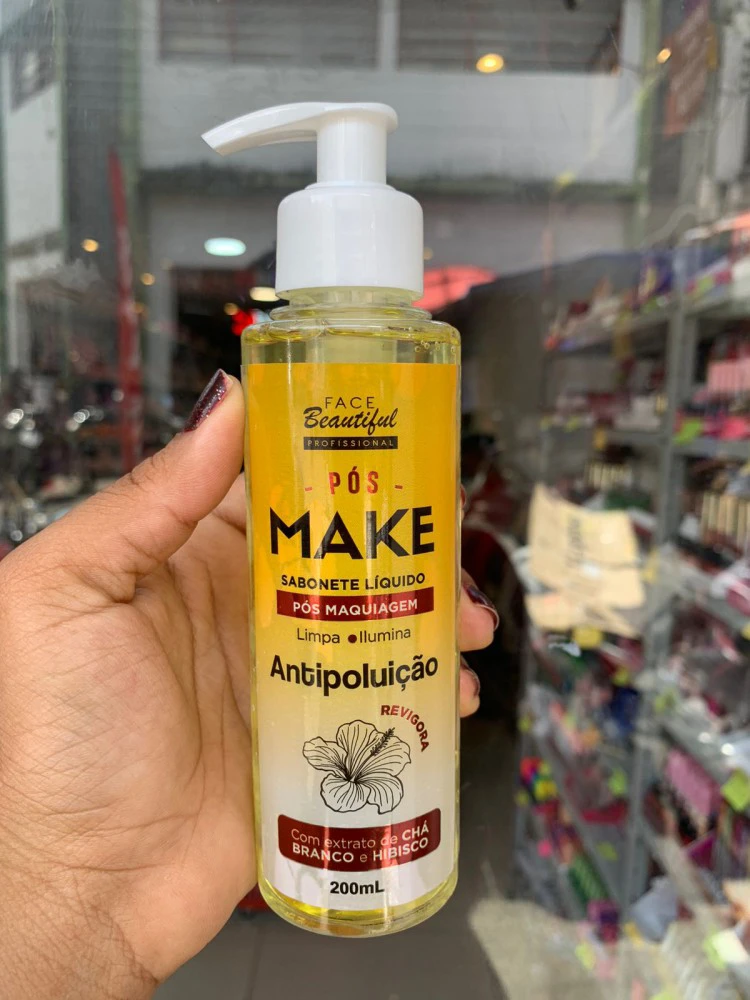 FACE
Beautiful
PROFISSIONAL
- PÓS -
MAKE
SABONETE LÍQUIDO
PÓS MAQUIAGEM
Limpa • Ilumina
Antipoluição
REVIGORA
Com extrato de CHÁ
BRANCO e HIBISCO
200mL